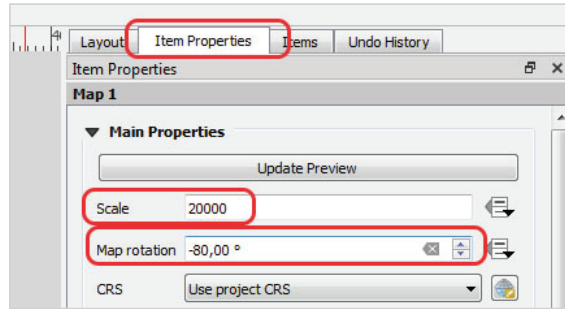 Layout Item Properties Items Undo History
Item Properties
Map 1
Main Properties
Update Preview
Scale 20000
Map rotation -80,00 °
CRS Use project CRS